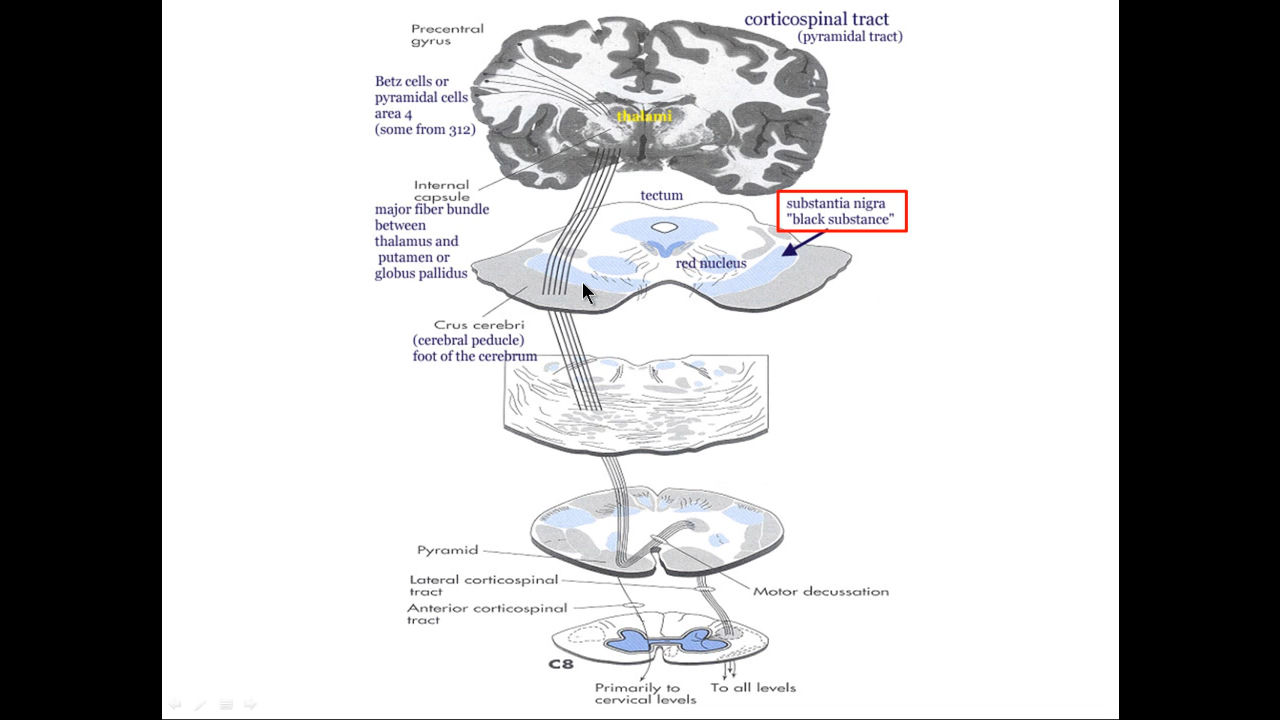 corticospinal tract
(pyramidal tract)
Precentral
gyrus
Betz cells or
pyramidal cells
area 4
(some from 312)
thalami
Internal
capsule
major fiber bundle
between
thalamus and
putamen or
globus pallidus
tectum
substantia nigra
"black substance"
red nucleus
Crus cerebri
(cerebral peducle)
foot of the cerebrum
Pyramid
Lateral corticospinal
tract
Anterior corticospinal
tract
Motor decussation
C8
Primarily to
cervical levels
To all levels